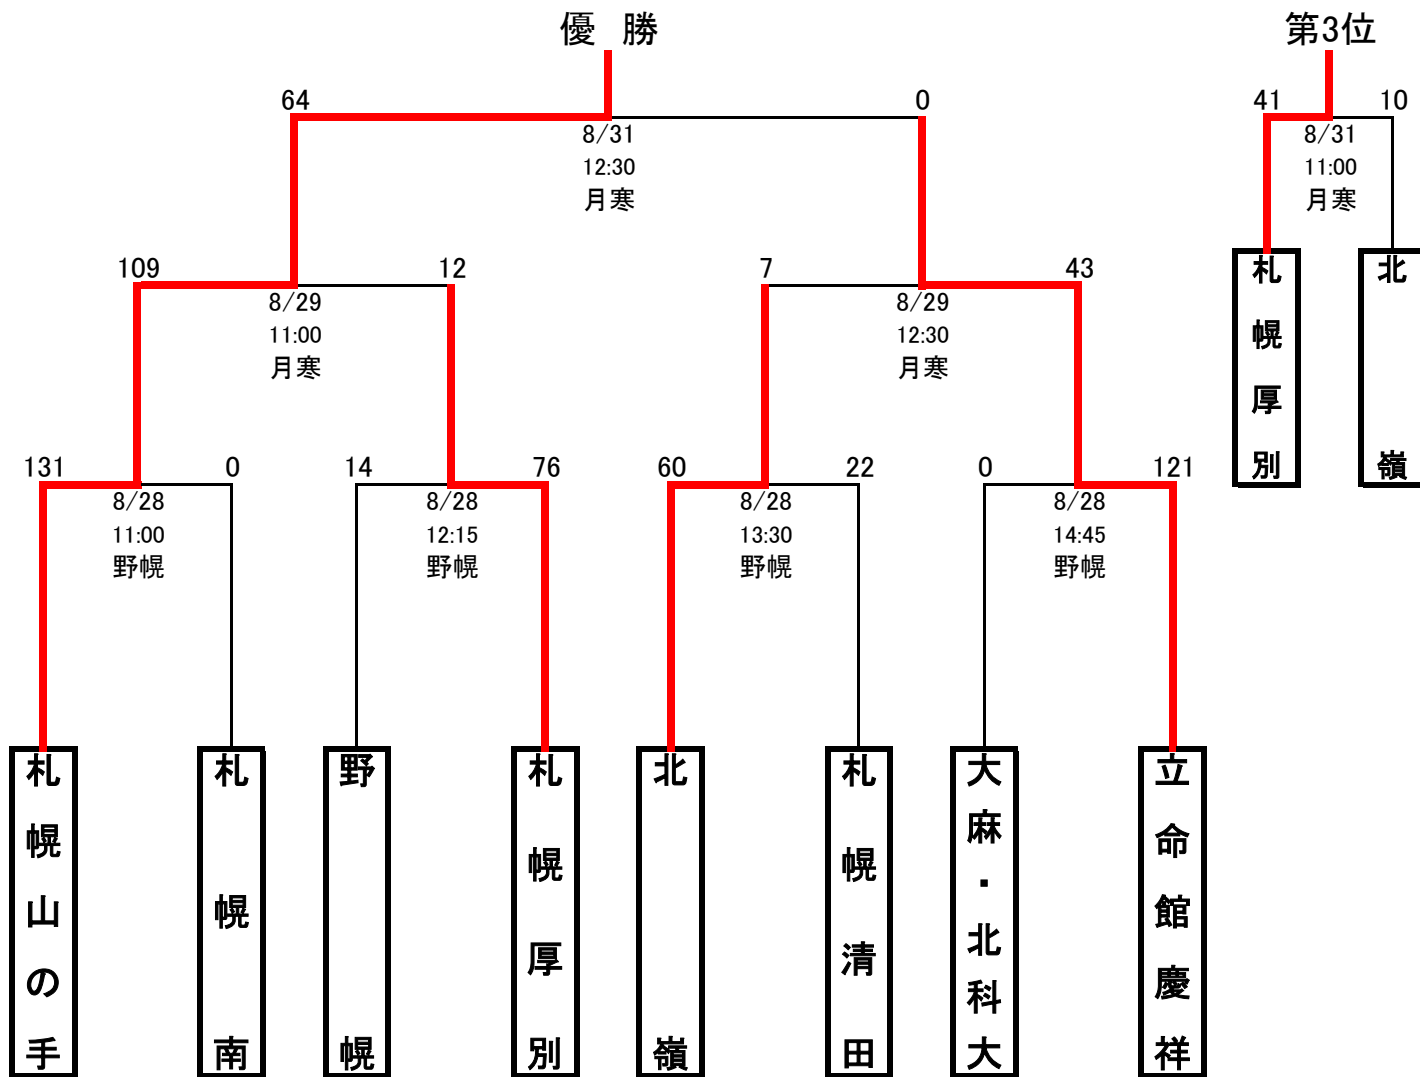 優 勝
第3位
64
0
41
10
8/31
12:30
月寒
8/31
11:00
月寒
109
12
7
43
8/29
11:00
月寒
8/29
12:30
月寒
札幌厚別
北嶺
131
0
14
76
60
22
0
121
8/28
11:00
野幌
8/28
12:15
野幌
8/28
13:30
野幌
8/28
14:45
野幌
札幌山の手
札幌南
野幌
札幌厚別
北嶺
札幌清田
大麻・北科大
立命館慶祥